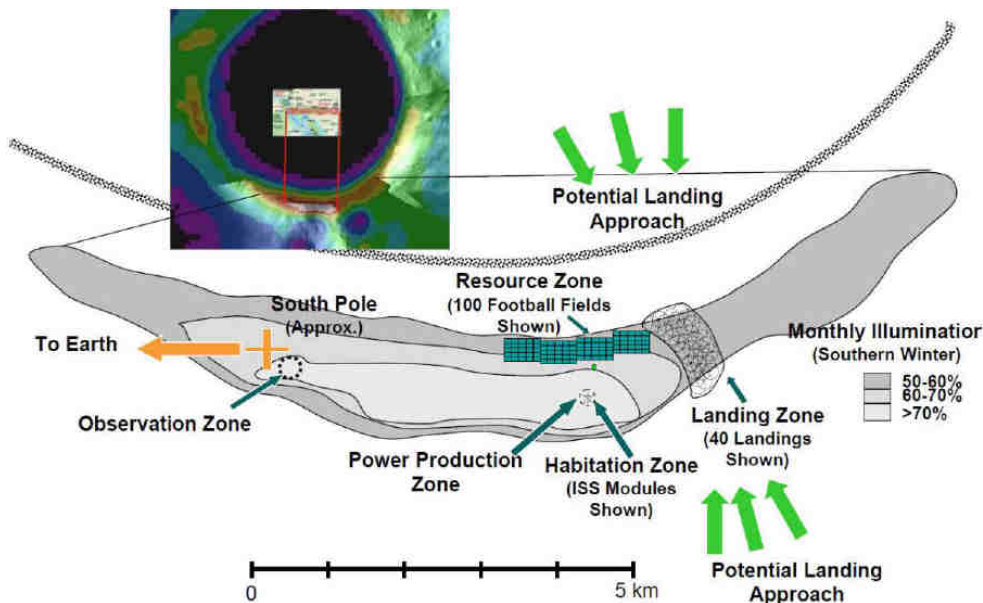 Potential Landing
Approach
Resource Zone
(100 Football Fields
Shown)
South Pole
(Approx.)
To Earth
Monthly Illumination
(Southern Winter)
50-60%
60-70%
>70%
Observation Zone
Landing Zone
(40 Landings
Shown)
Power Production
Zone
Habitation Zone
(ISS Modules
Shown)
0
5 km
Potential Landing
Approach